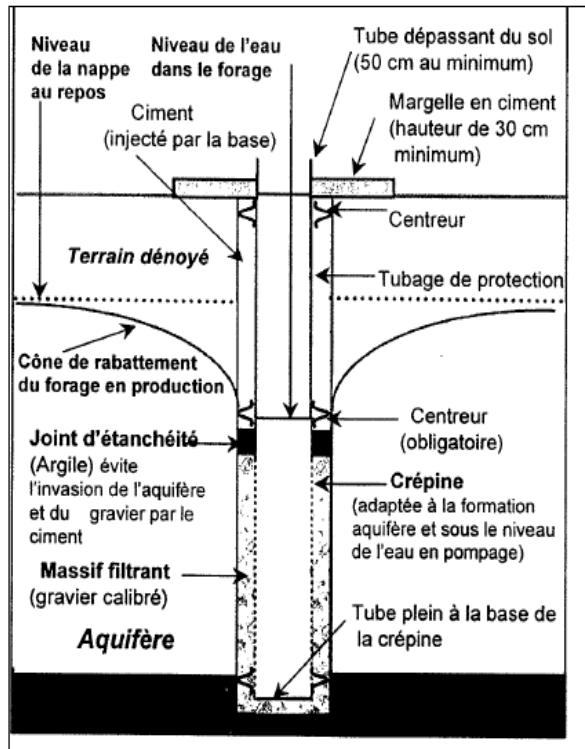 Niveau
de la nappe
au repos
Niveau de l'eau
dans le forage
Tube dépassant du sol
(50 cm au minimum)
Ciment
(injecté par la base)
Margelle en ciment
(hauteur de 30 cm
minimum)
Centreur
Terrain dénoyé
Tubage de protection
Cône de rabattement
du forage en production
Centreur
(obligatoire)
Joint d'étanchéité
(Argile) évite
l'invasion de l'aquifère
et du gravier par le
ciment
Crépine
(adaptée à la formation
aquifère et sous le niveau
de l'eau en pompage)
Massif filtrant
(gravier calibré)
Tube plein à la base de
la crépine
Aquifère